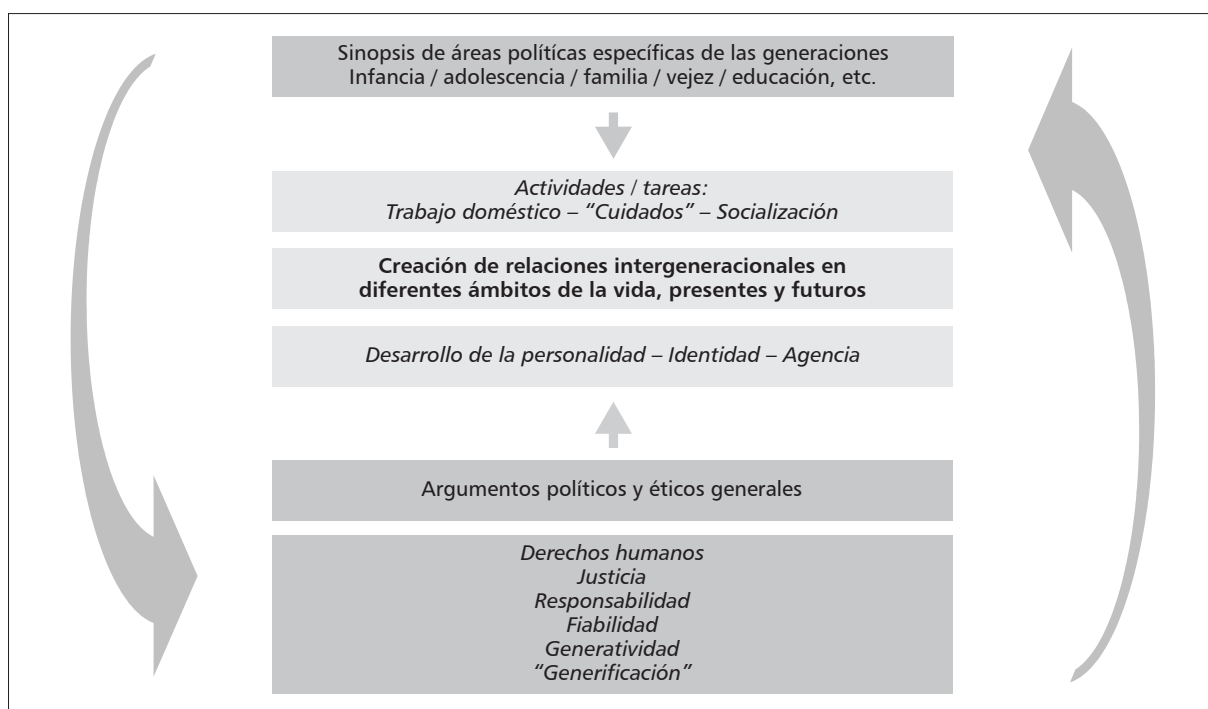 Sinopsis de áreas polítícas específicas de las generaciones
Infancia / adolescencia / familia / vejez / educación, etc.
Actividades / tareas:
Trabajo doméstico – “Cuidados” – Socialización
Creación de relaciones intergeneracionales en
diferentes ámbitos de la vida, presentes y futuros
Desarrollo de la personalidad – Identidad – Agencia
Argumentos políticos y éticos generales
Derechos humanos
Justicia
Responsabilidad
Fiabilidad
Generatividad
“Generificación”